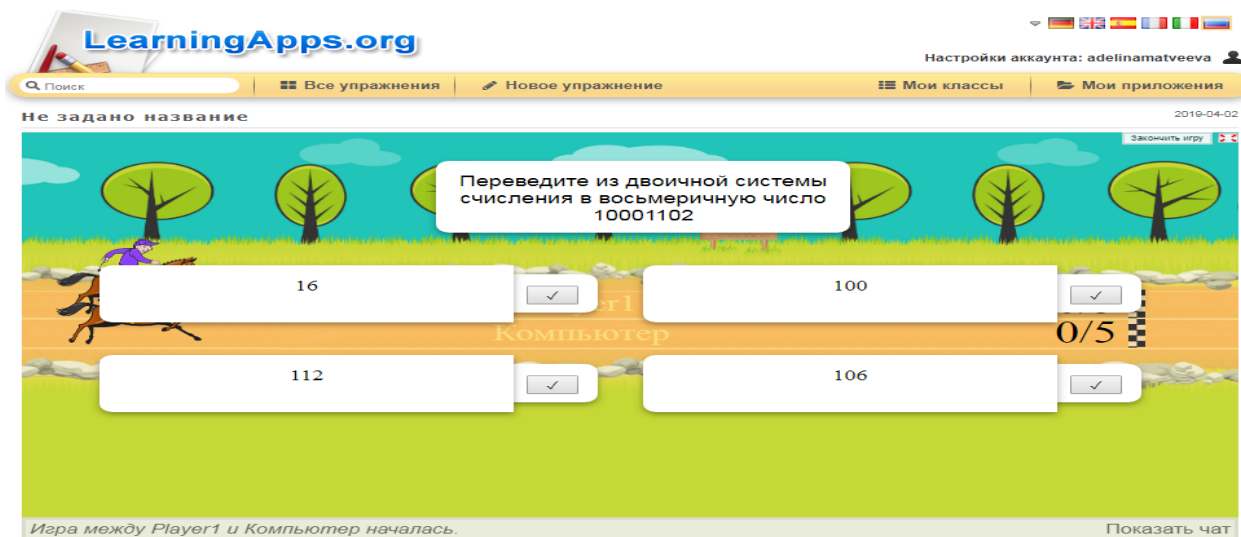 LearningApps.org
Настройки аккаунта: adelinamatveeva
Поиск
Все упражнения
Новое упражнение
Мои классы
Мои приложения
Не задано название
2019-04-02
Закончить игру
Переведите из двоичной системы
счисления в восьмеричную число
10001102
16
100
Компьютер
0/5
112
106
Игра между Player1 и Компьютер началась.
Показать чат